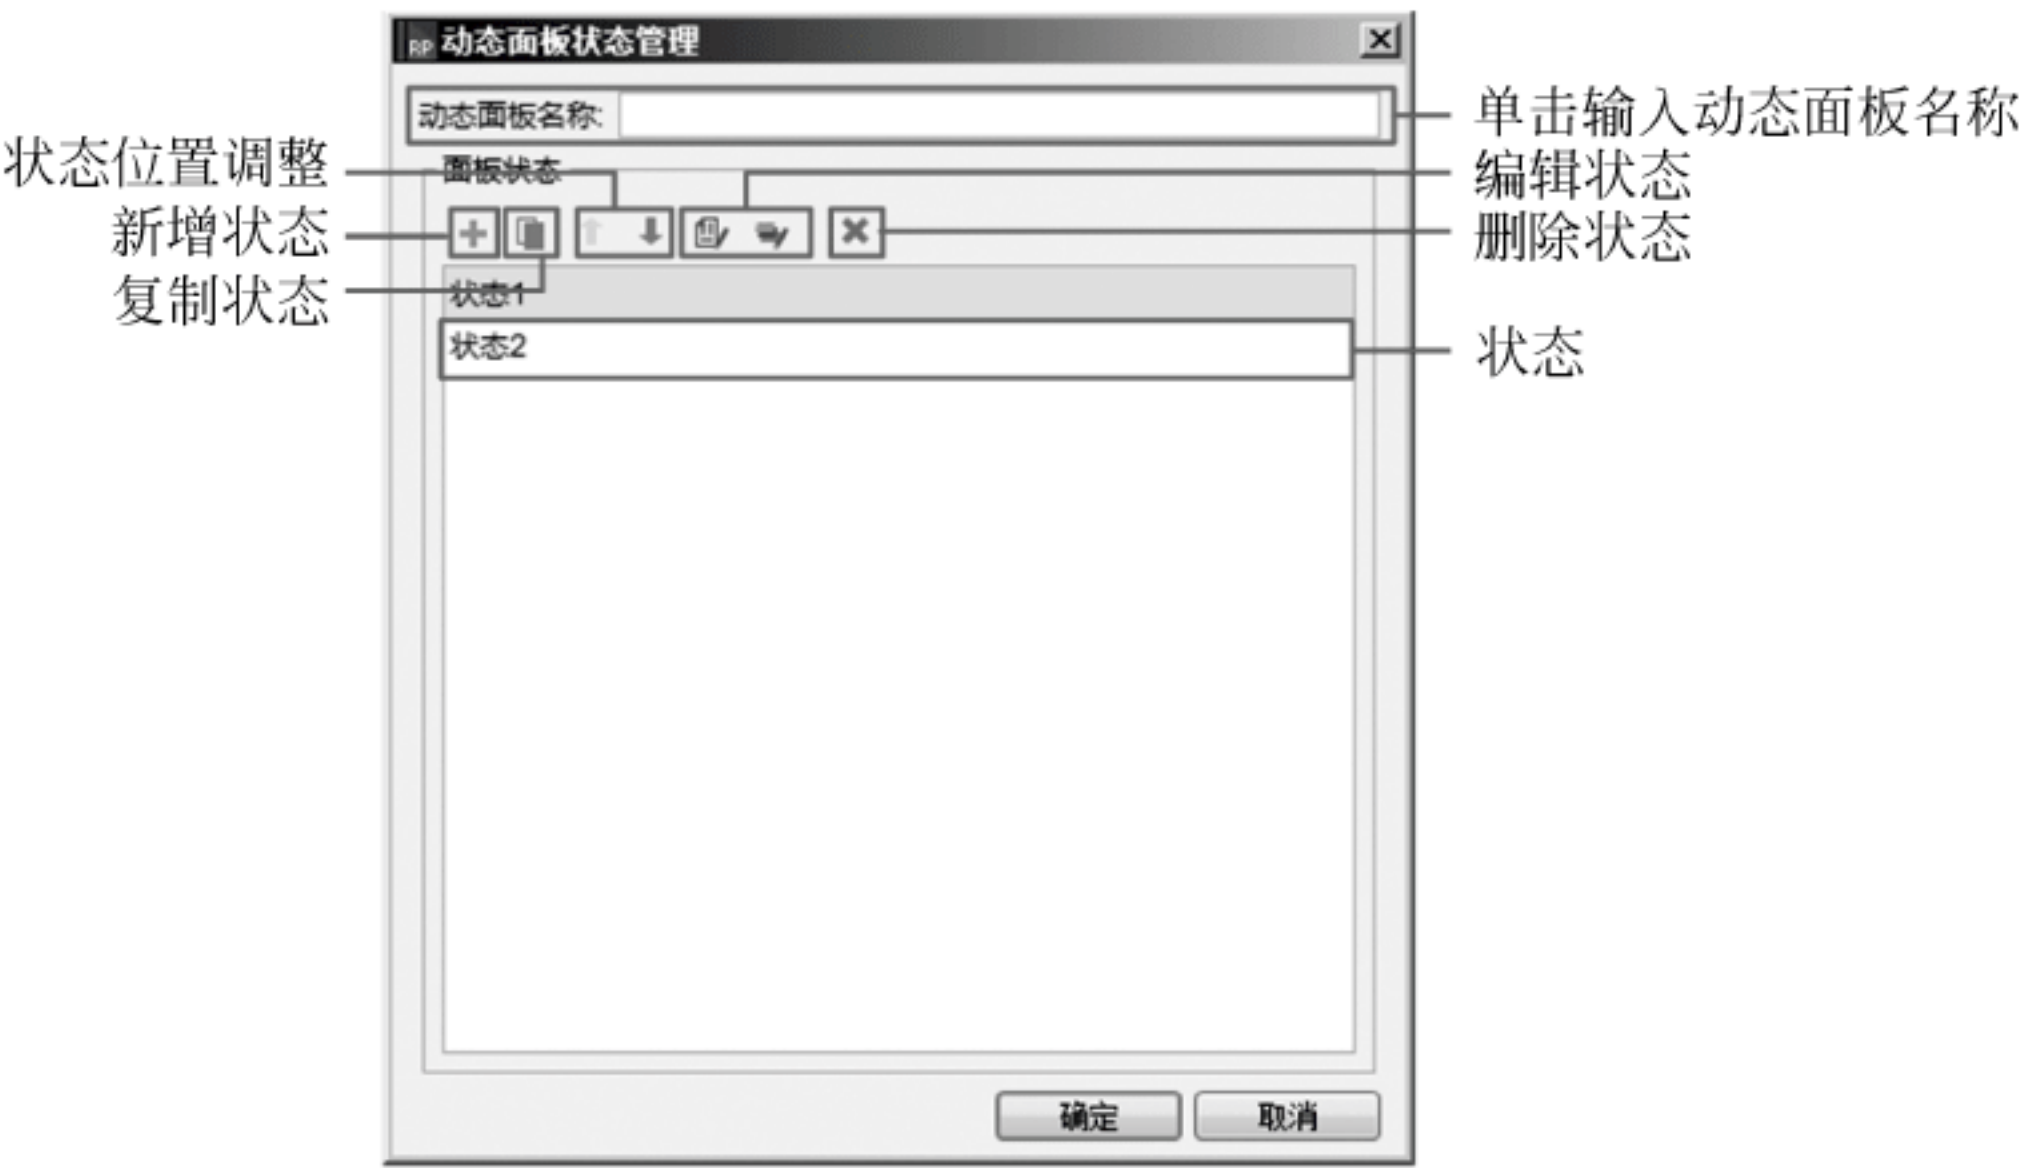 RP 动态面板状态管理
动态面板名称:
单击输入动态面板名称
状态位置调整
面板状态
编辑状态
新增状态
删除状态
复制状态
状态1
状态2
状态
确定
取消